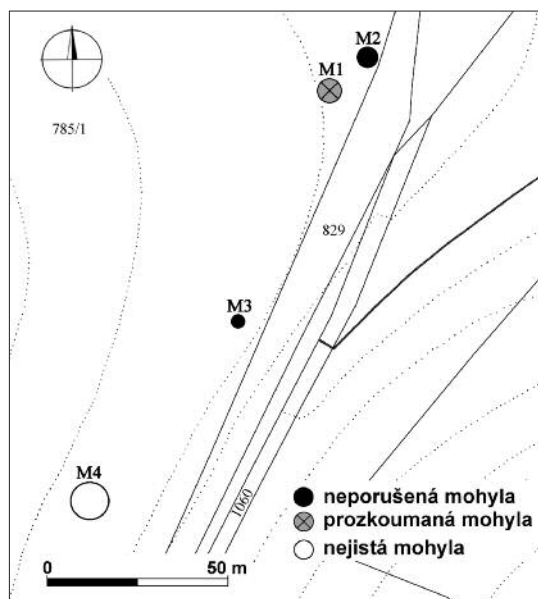 M2
M1
785/1
829
M3
M4
1060
neporušená mohyla
prozkoumaná mohyla
nejistá mohyla
0 50 m